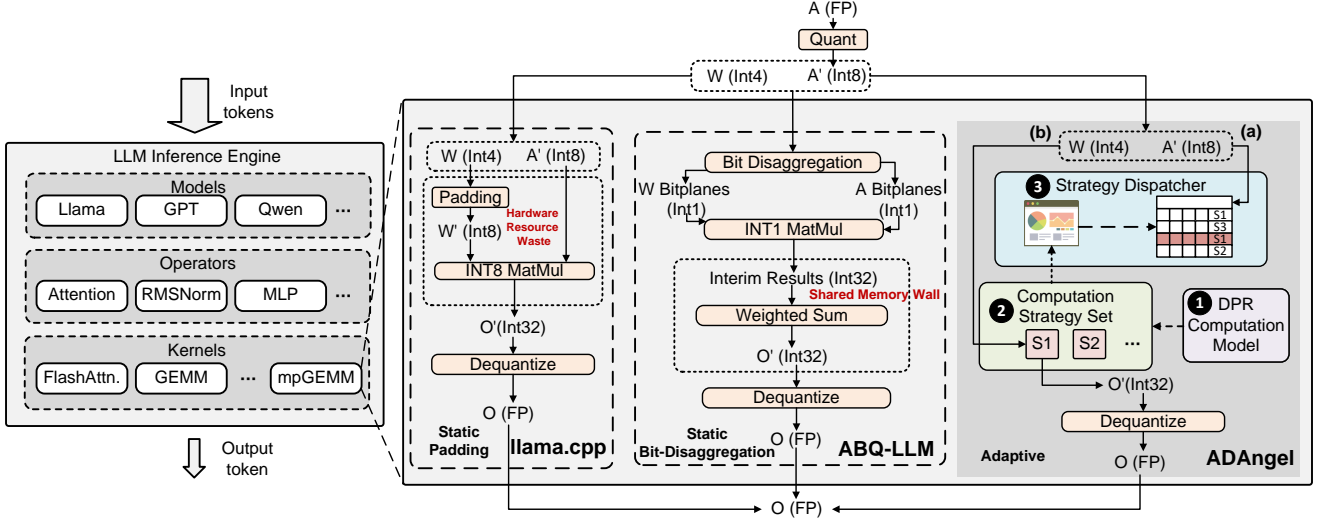 A (FP)
Quant
W (Int4) A' (Int8)
Input
tokens
LLM Inference Engine
Models
Llama GPT Qwen ...
Operators
Attention RMSNorm MLP ...
Kernels
FlashAttn. GEMM ... mpGEMM
Output
token
W (Int4) A' (Int8)
Padding
Hardware
Resource
Waste
W' (Int8)
INT8 MatMul
O'(Int32)
Dequantize
O (FP)
Static
Padding
llama.cpp
Bit Disaggregation
W Bitplanes
(Int1)
A Bitplanes
(Int1)
INT1 MatMul
Interim Results (Int32)
Shared Memory Wall
Weighted Sum
O' (Int32)
Dequantize
O (FP)
Static
Bit-Disaggregation
ABQ-LLM
(b) (a)
W (Int4) A' (Int8)
3 Strategy Dispatcher
S1
S3
S1
S2
2 Computation
Strategy Set
S1 S2 ...
1 DPR
Computation
Model
O'(Int32)
Dequantize
O (FP)
Adaptive
ADAngel
O (FP)